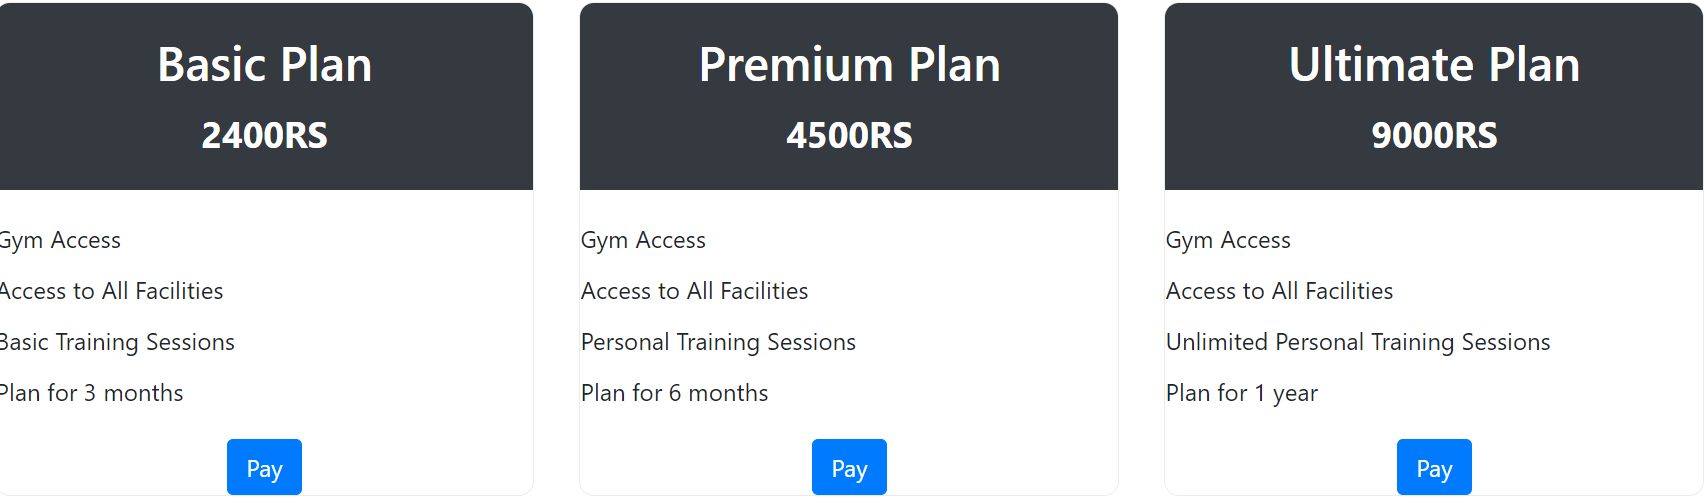 Basic Plan
2400RS
Gym Access
Access to All Facilities
Basic Training Sessions
Plan for 3 months
Pay
Premium Plan
4500RS
Gym Access
Access to All Facilities
Personal Training Sessions
Plan for 6 months
Pay
Ultimate Plan
9000RS
Gym Access
Access to All Facilities
Unlimited Personal Training Sessions
Plan for 1 year
Pay